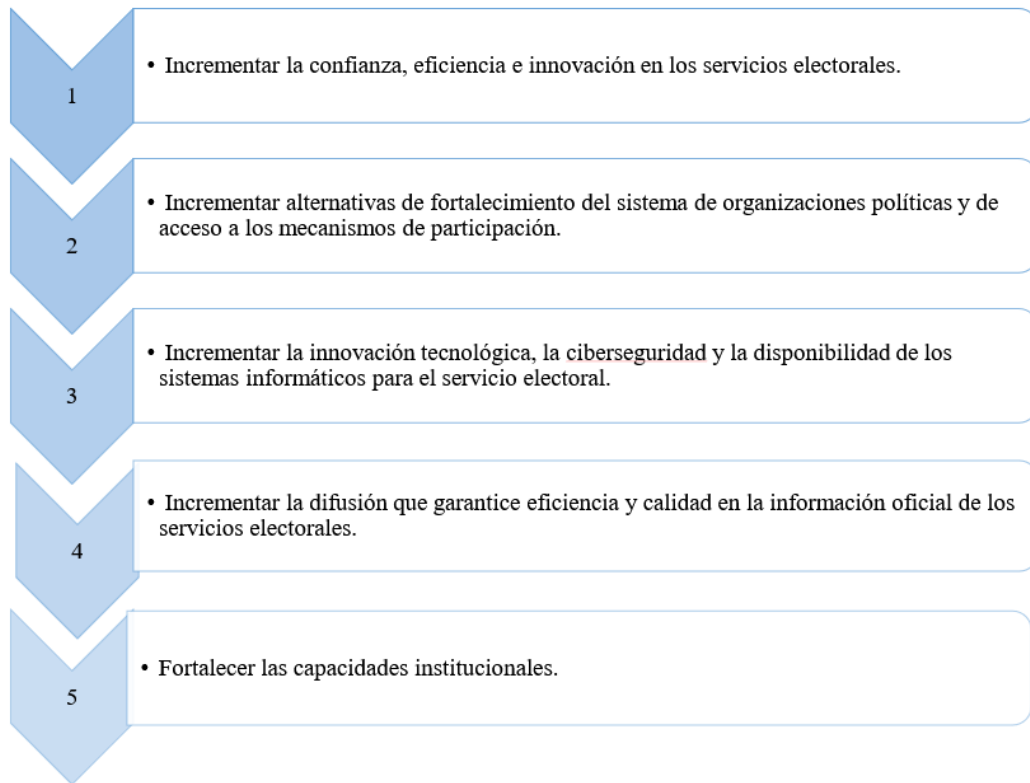 1
• Incrementar la confianza, eficiencia e innovación en los servicios electorales.
2
• Incrementar alternativas de fortalecimiento del sistema de organizaciones políticas y de
acceso a los mecanismos de participación.
3
• Incrementar la innovación tecnológica, la ciberseguridad y la disponibilidad de los
sistemas informáticos para el servicio electoral.
4
• Incrementar la difusión que garantice eficiencia y calidad en la información oficial de los
servicios electorales.
5
• Fortalecer las capacidades institucionales.